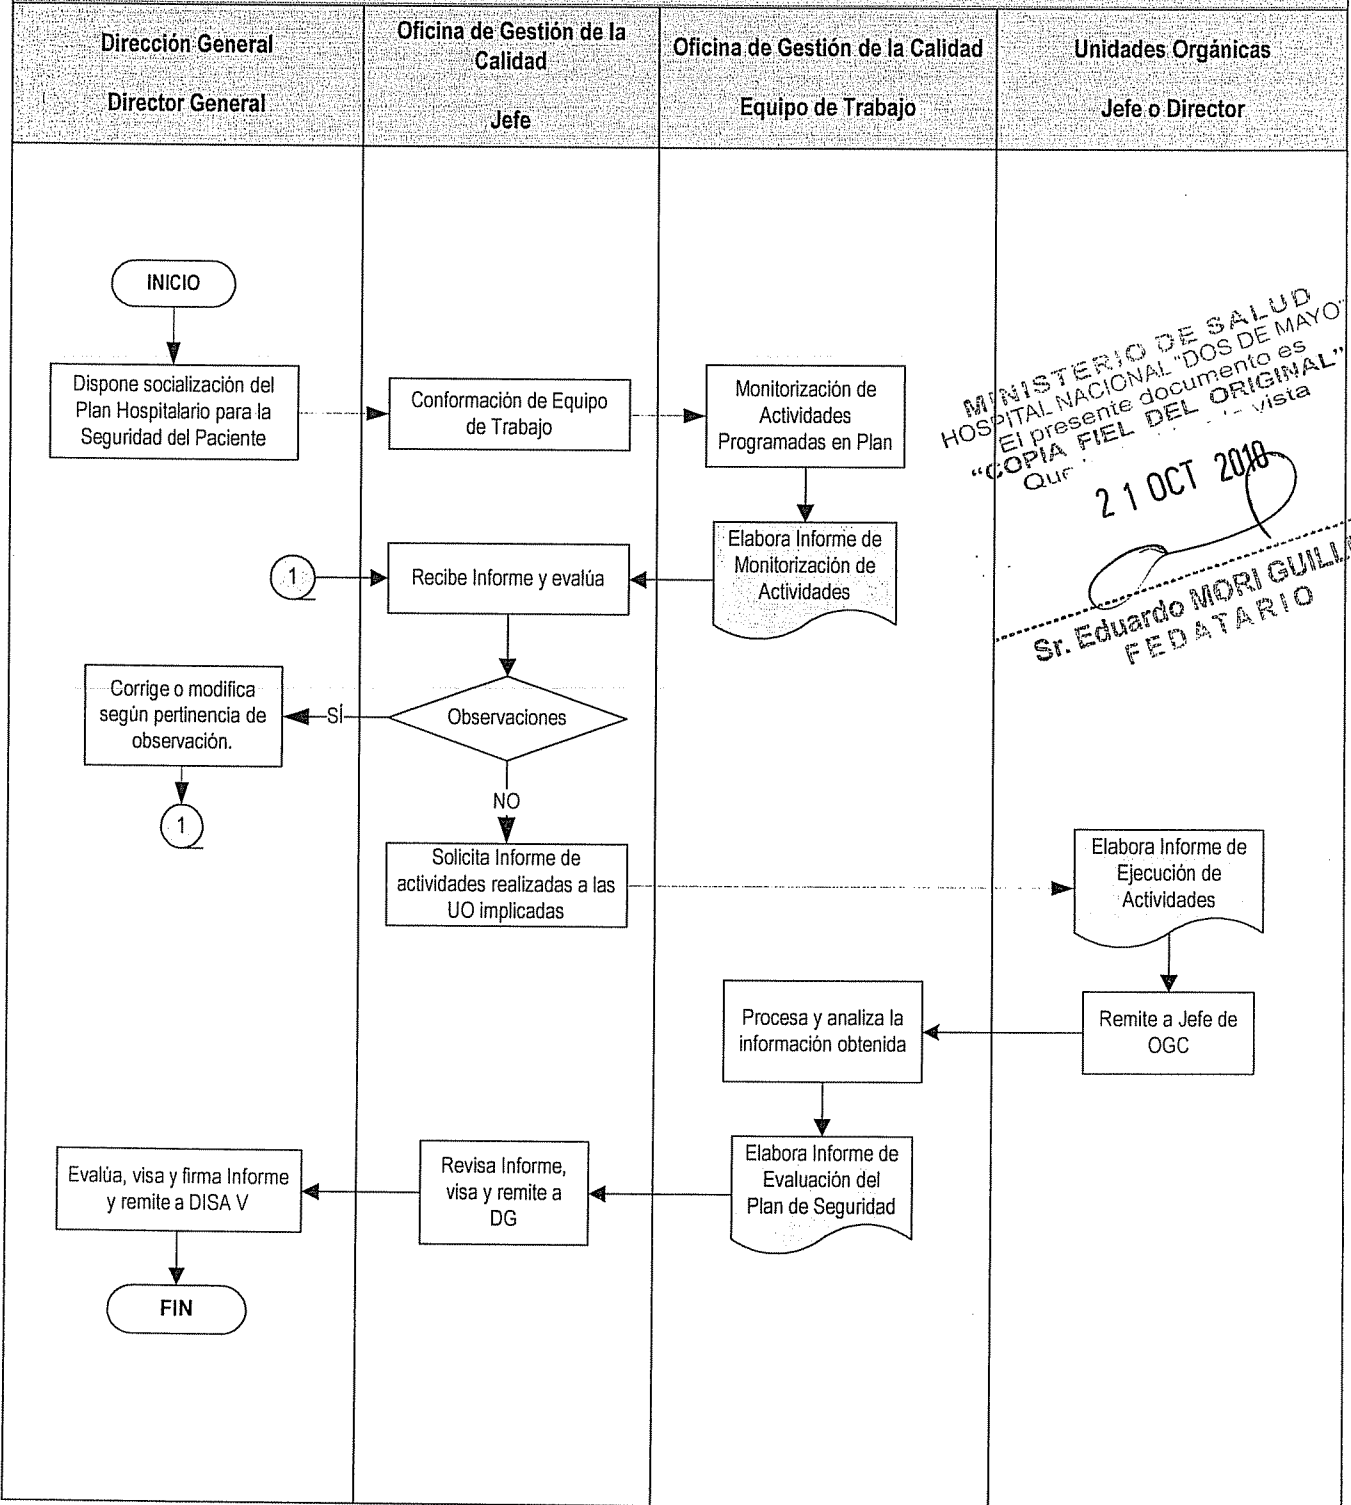 Dirección General
Director General
Oficina de Gestión de la
Calidad
Jefe
Oficina de Gestión de la Calidad
Equipo de Trabajo
Unidades Orgánicas
Jefe o Director
INICIO
Dispone socialización del
Plan Hospitalario para la
Seguridad del Paciente
Conformación de Equipo
de Trabajo
Monitorización de
Actividades
Programadas en Plan
MINISTERIO DE SALUD
HOSPITAL NACIONAL "DOS DE MAYO"
El presente documento es
"COPIA FIEL DEL ORIGINAL"
vista
21 OCT 2010
Sr. Eduardo MORI
FEDATARIO
Elabora Informe de
Monitorización de
Actividades
1
Recibe Informe y evalúa
Corrige o modifica
según pertinencia de
observación.
SÍ
Observaciones
1
NO
Solicita Informe de
actividades realizadas a las
UO implicadas
Elabora Informe de
Ejecución de
Actividades
Remite a Jefe de
OGC
Procesa y analiza la
información obtenida
Elabora Informe de
Evaluación del
Plan de Seguridad
Revisa Informe,
visa y remite a
DG
Evalúa, visa y firma Informe
y remite a DISA V
FIN